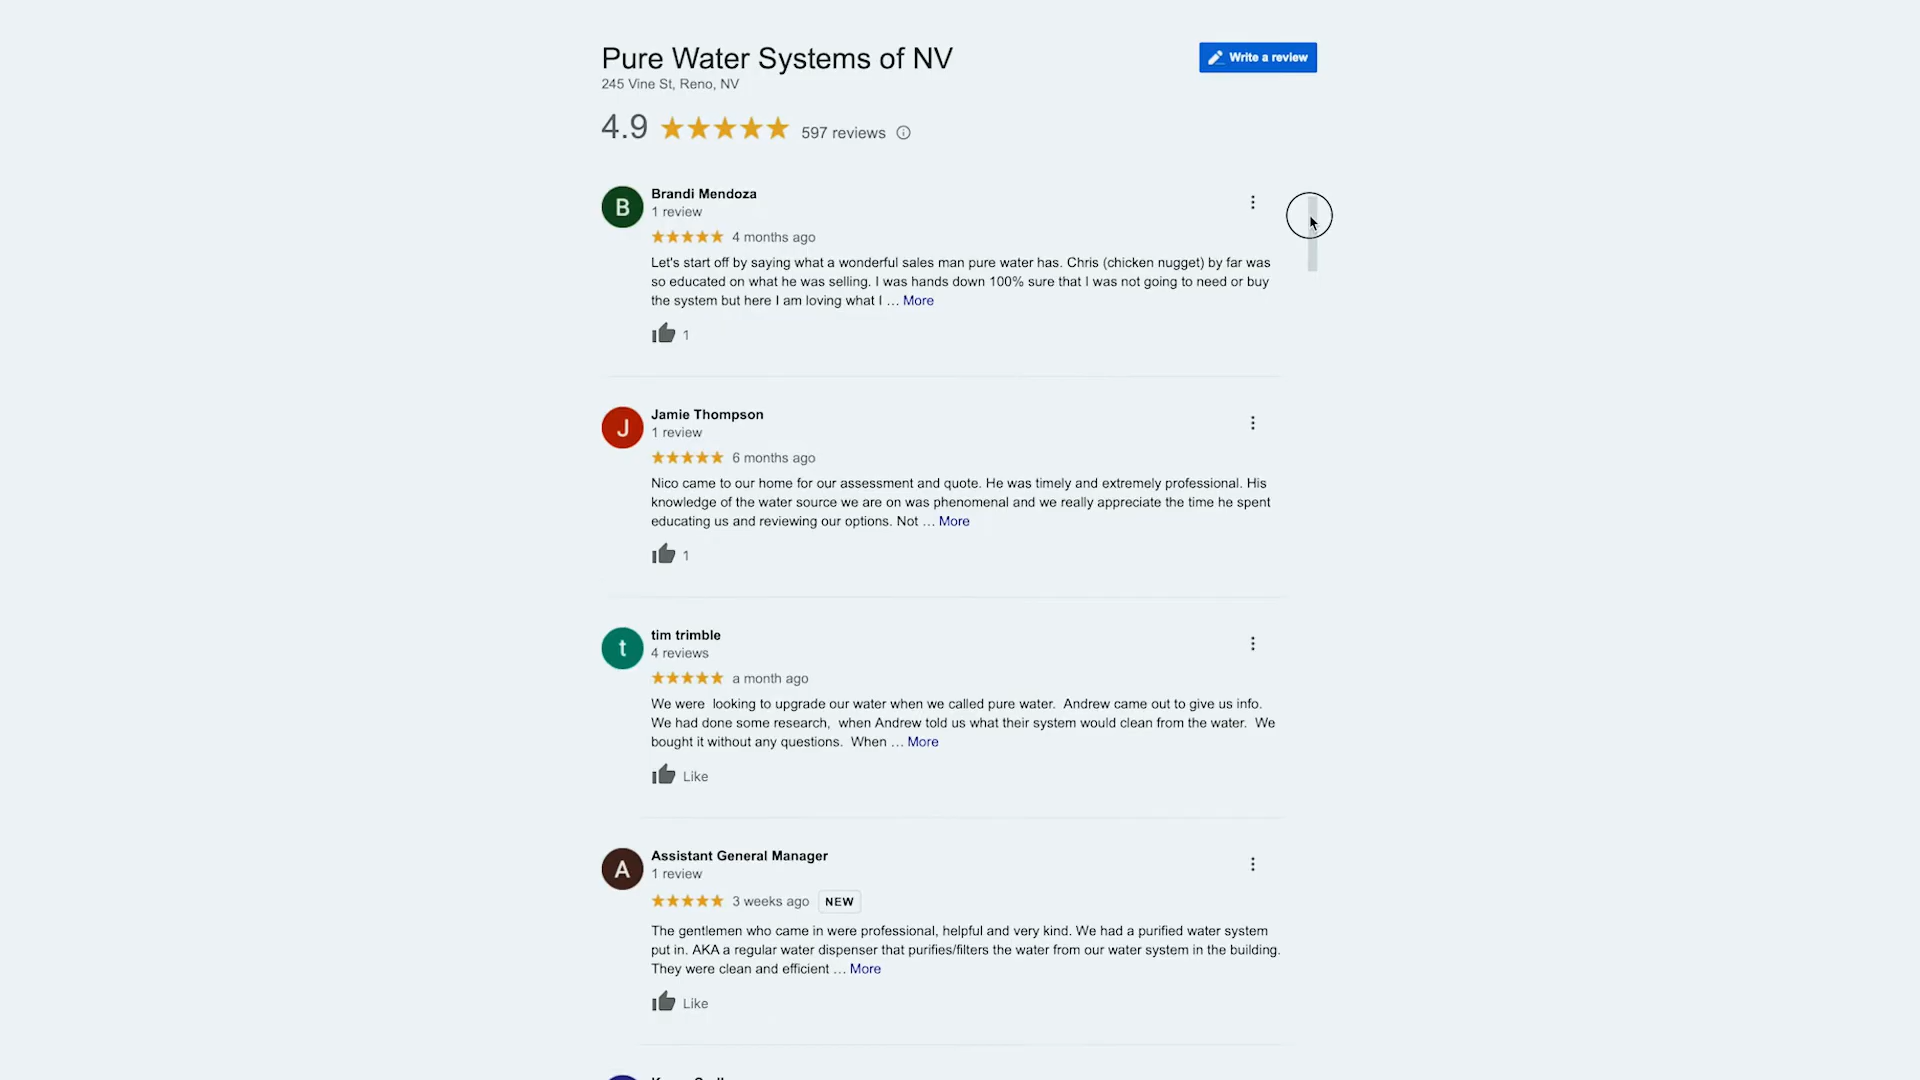 Pure Water Systems of NV
Write a review
245 Vine St, Reno, NV
4.9 597 reviews
B
Brandi Mendoza
1 review
4 months ago
Let's start off by saying what a wonderful sales man pure water has. Chris (chicken nugget) by far was
so educated on what he was selling. I was hands down 100% sure that I was not going to need or buy
the system but here I am loving what I ... More
1
J
Jamie Thompson
1 review
6 months ago
Nico came to our home for our assessment and quote. He was timely and extremely professional. His
knowledge of the water source we are on was phenomenal and we really appreciate the time he spent
educating us and reviewing our options. Not ... More
1
t
tim trimble
4 reviews
a month ago
We were looking to upgrade our water when we called pure water. Andrew came out to give us info.
We had done some research, when Andrew told us what their system would clean from the water. We
bought it without any questions. When ... More
Like
A
Assistant General Manager
1 review
3 weeks ago NEW
The gentlemen who came in were professional, helpful and very kind. We had a purified water system
put in. AKA a regular water dispenser that purifies/filters the water from our water system in the building.
They were clean and efficient ... More
Like